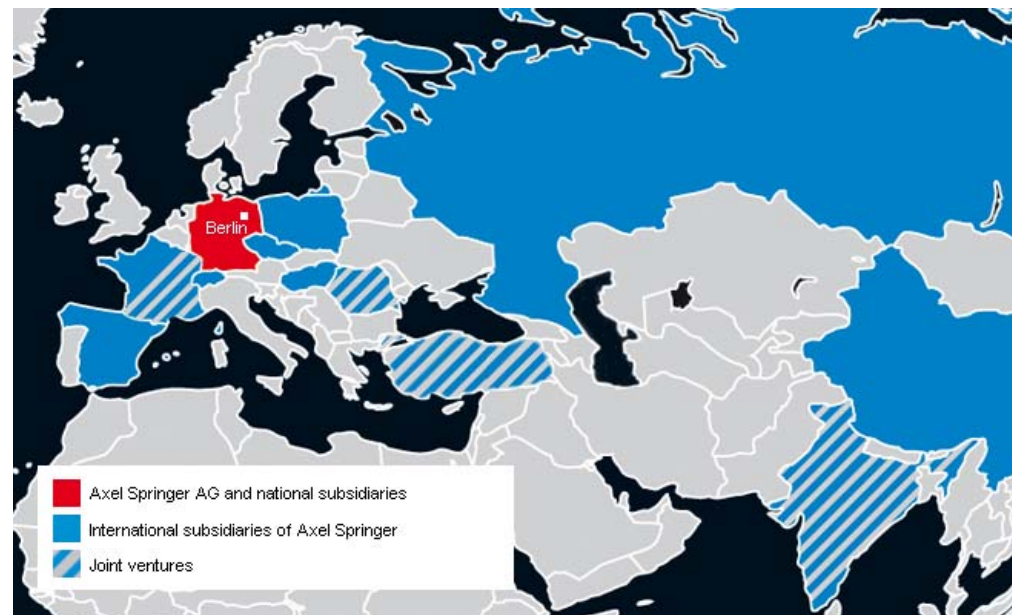 Berlin
Axel Springer AG and national subsidiaries
International subsidiaries of Axel Springer
Joint ventures